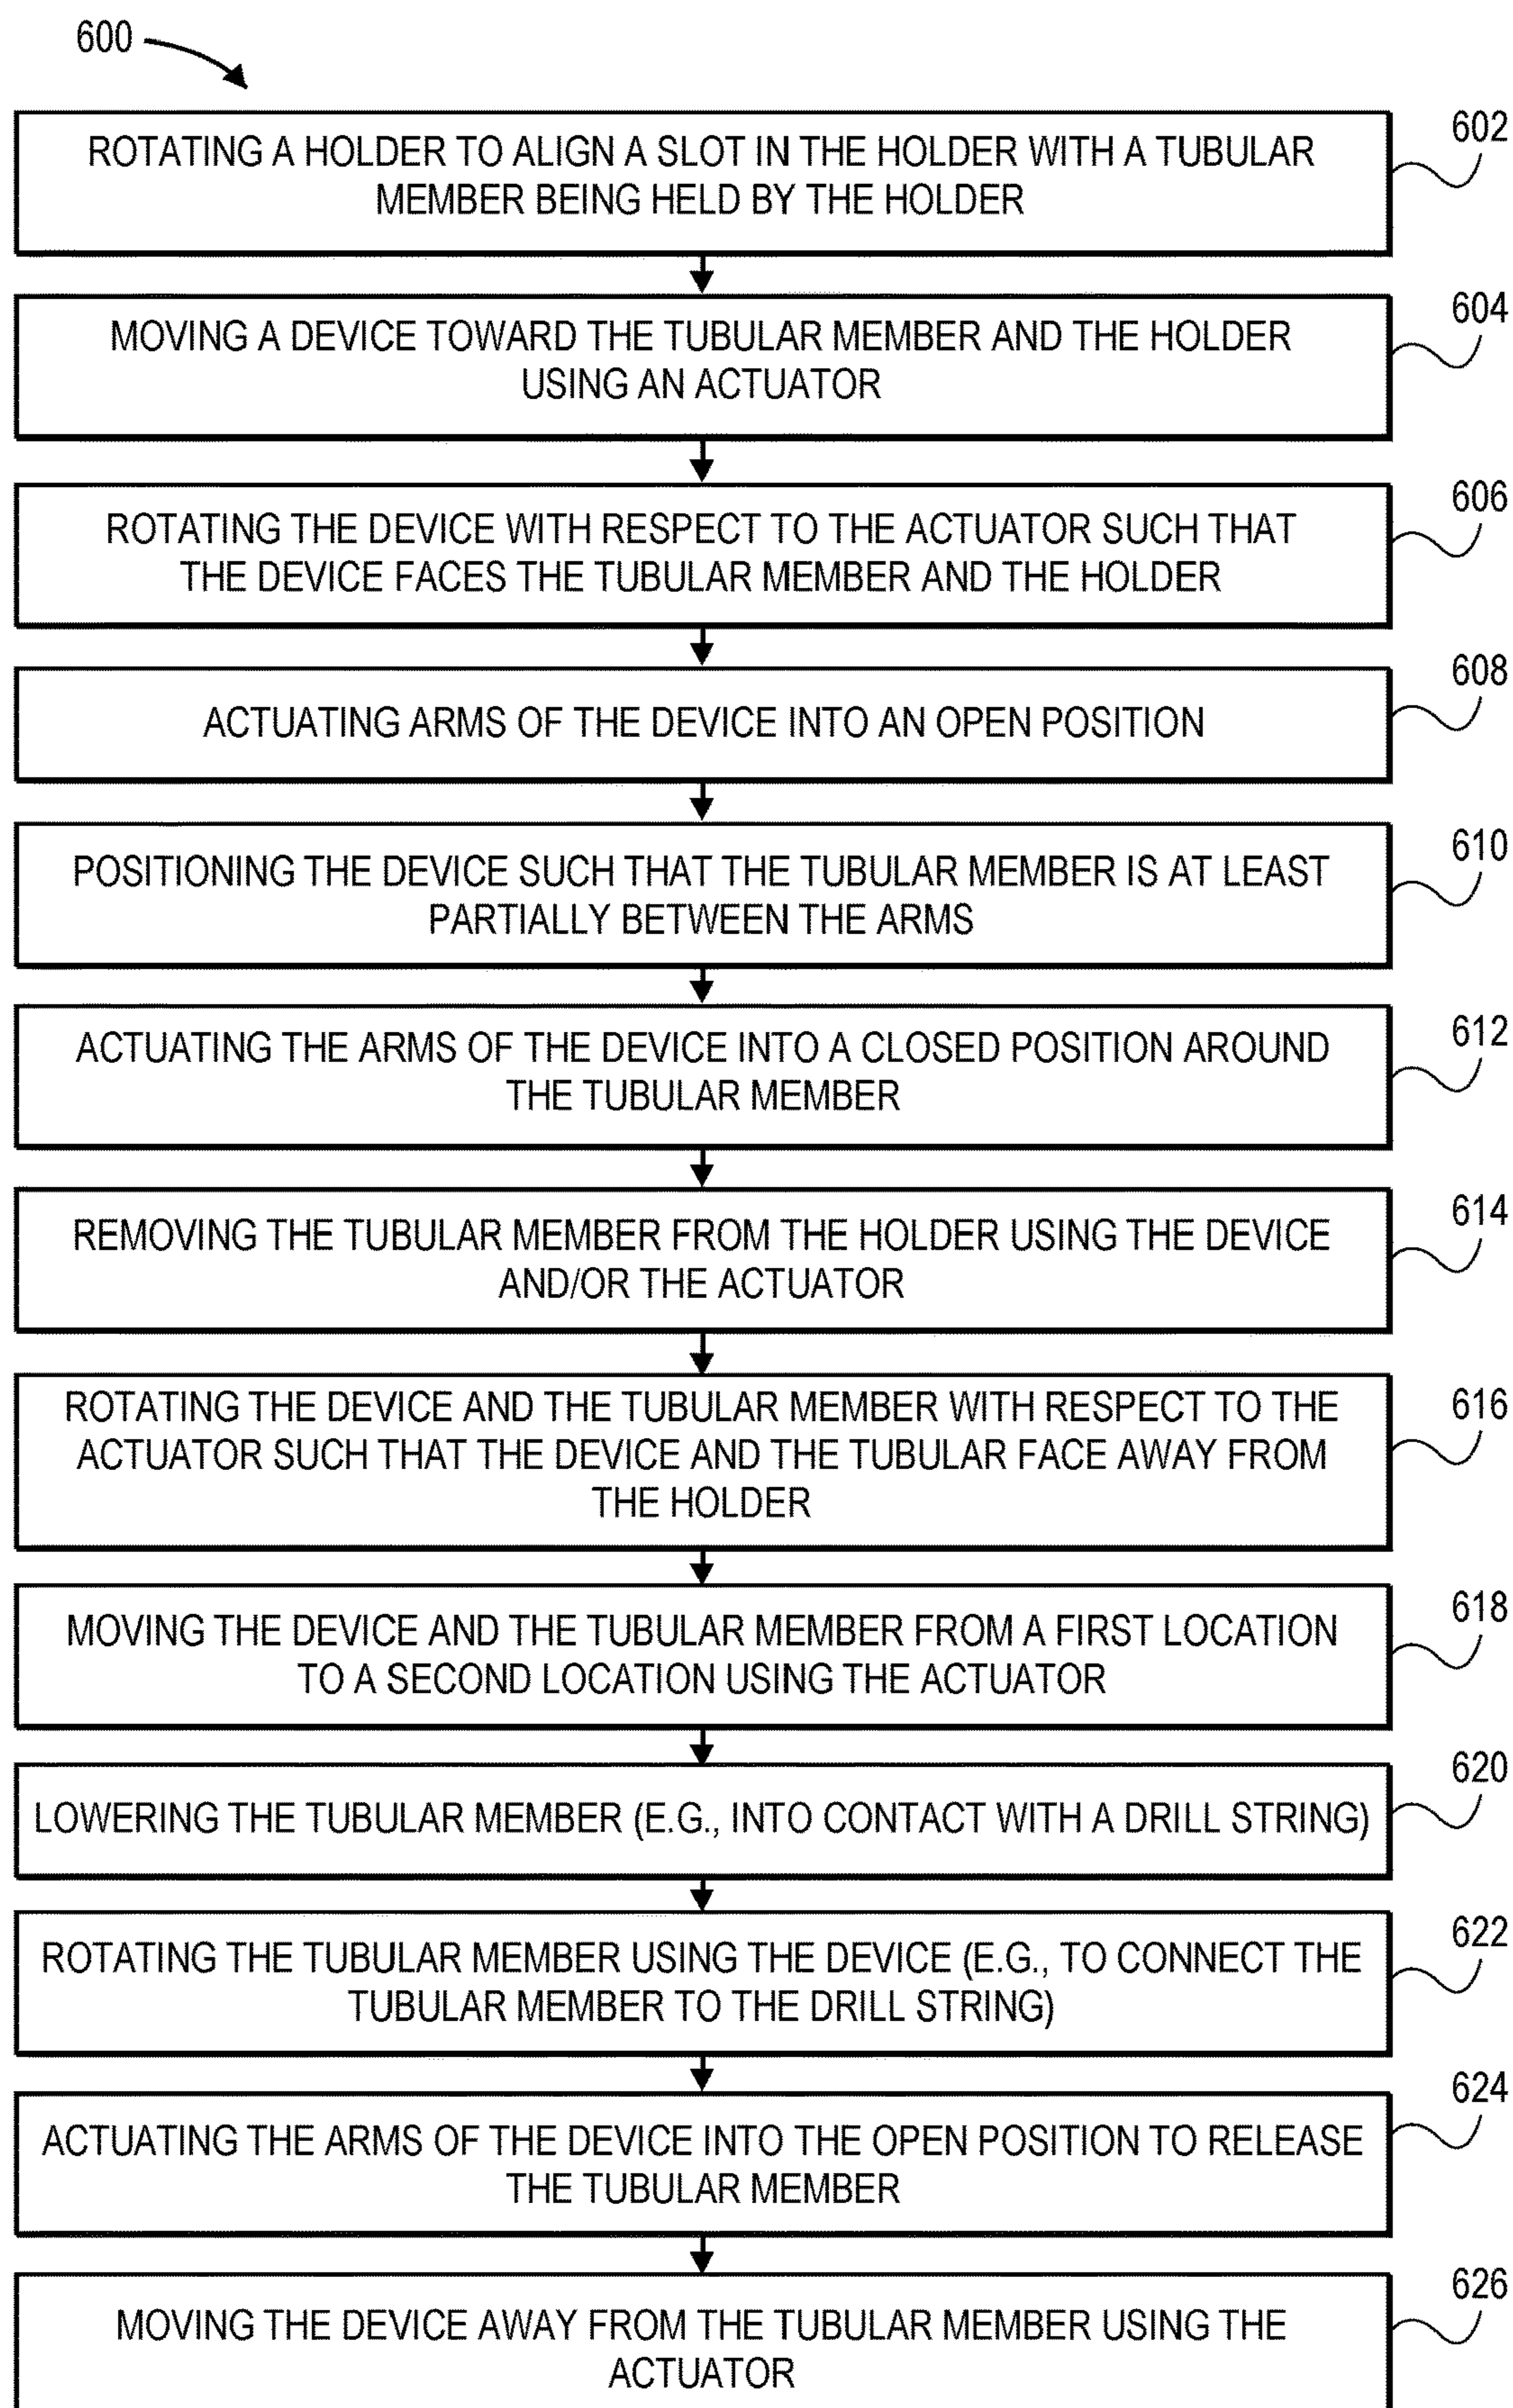 600
602
ROTATING A HOLDER TO ALIGN A SLOT IN THE HOLDER WITH A TUBULAR
MEMBER BEING HELD BY THE HOLDER
604
MOVING A DEVICE TOWARD THE TUBULAR MEMBER AND THE HOLDER
USING AN ACTUATOR
606
ROTATING THE DEVICE WITH RESPECT TO THE ACTUATOR SUCH THAT
THE DEVICE FACES THE TUBULAR MEMBER AND THE HOLDER
608
ACTUATING ARMS OF THE DEVICE INTO AN OPEN POSITION
610
POSITIONING THE DEVICE SUCH THAT THE TUBULAR MEMBER IS AT LEAST
PARTIALLY BETWEEN THE ARMS
612
ACTUATING THE ARMS OF THE DEVICE INTO A CLOSED POSITION AROUND
THE TUBULAR MEMBER
614
REMOVING THE TUBULAR MEMBER FROM THE HOLDER USING THE DEVICE
AND/OR THE ACTUATOR
616
ROTATING THE DEVICE AND THE TUBULAR MEMBER WITH RESPECT TO THE
ACTUATOR SUCH THAT THE DEVICE AND THE TUBULAR FACE AWAY FROM
THE HOLDER
618
MOVING THE DEVICE AND THE TUBULAR MEMBER FROM A FIRST LOCATION
TO A SECOND LOCATION USING THE ACTUATOR
620
LOWERING THE TUBULAR MEMBER (E.G., INTO CONTACT WITH A DRILL STRING)
622
ROTATING THE TUBULAR MEMBER USING THE DEVICE (E.G., TO CONNECT THE
TUBULAR MEMBER TO THE DRILL STRING)
624
ACTUATING THE ARMS OF THE DEVICE INTO THE OPEN POSITION TO RELEASE
THE TUBULAR MEMBER
626
MOVING THE DEVICE AWAY FROM THE TUBULAR MEMBER USING THE
ACTUATOR